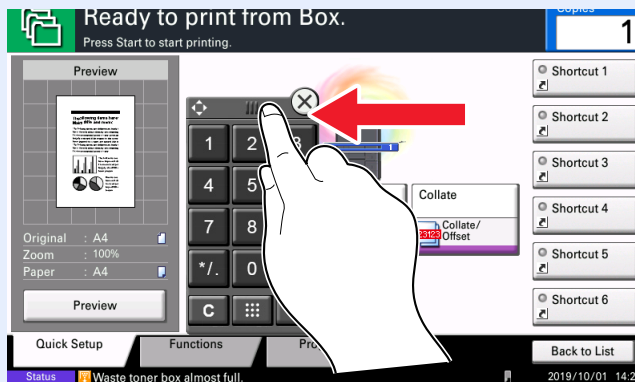 Ready to print from Box.
Press Start to start printing.
Copies
1
Preview
Shortcut 1
Shortcut 2
Shortcut 3
Shortcut 4
Shortcut 5
Shortcut 6
1
2
3
4
5
7
8
*/.
0
C
1
Original : A4
Zoom : 100%
Paper : A4
Preview
Collate
Collate/
Offset
Quick Setup
Functions
Back to List
Status
Waste toner box almost full.
2019/10/01